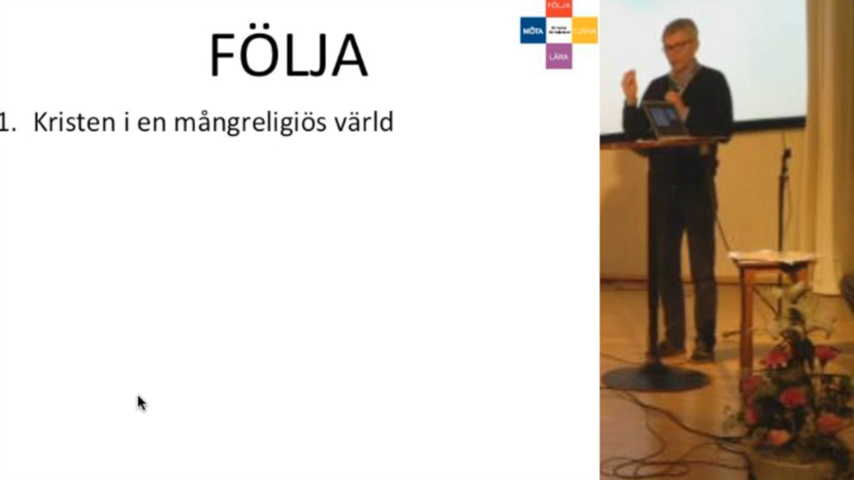 FÖLJA
1. Kristen i en mångreligiös värld
FÖLJA
MÖTA
TJÄNA
LÄRA